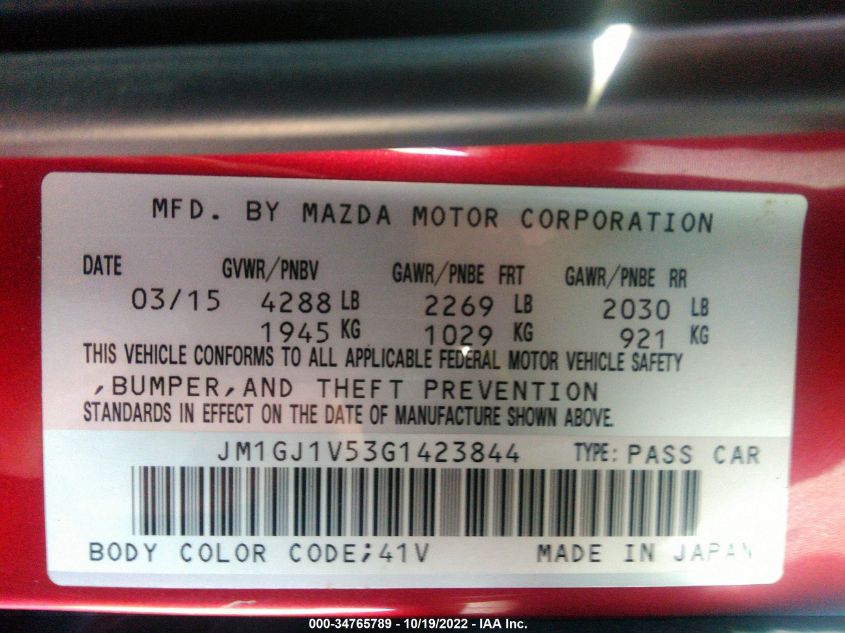 MFD. BY MAZDA MOTOR CORPORATION
DATE GVWR/PNBV GAWR/PNBE FRT GAWR/PNBE RR
03/15 4288 LB 2269 LB 2030 LB
1945 KG 1029 KG 921 KG
THIS VEHICLE CONFORMS TO ALL APPLICABLE FEDERAL MOTOR VEHICLE SAFETY
,BUMPER,AND THEFT PREVENTION
STANDARDS IN EFFECT ON THE DATE OF MANUFACTURE SHOWN ABOVE.
JM1GJ1V53G1423844 TYPE: PASS CAR
BODY COLOR CODE;41V MADE IN JAPAN
000-34765789 - 10/19/2022 - IAA Inc.